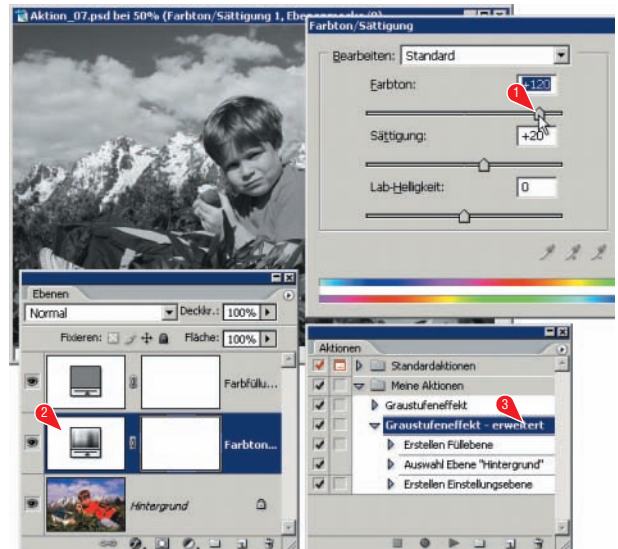 Aktion_07.psd bei 50% (Farbton/Sättigung 1, Ebenenmaske/8)
Farbton/Sättigung
Bearbeiten: Standard
Farbton: +120
1
Sättigung: +20
Lab-Helligkeit: 0
Ebenen
Normal Deckkr.: 100%
Fixieren: Fläche: 100%
Farbfüllu...
2
Farbton...
Hintergrund
Aktionen
Standardaktionen
Meine Aktionen
Graustufeneffekt
3
Graustufeneffekt - erweitert
Erstellen Füllebene
Auswahl Ebene "Hintergrund"
Erstellen Einstellungsebene